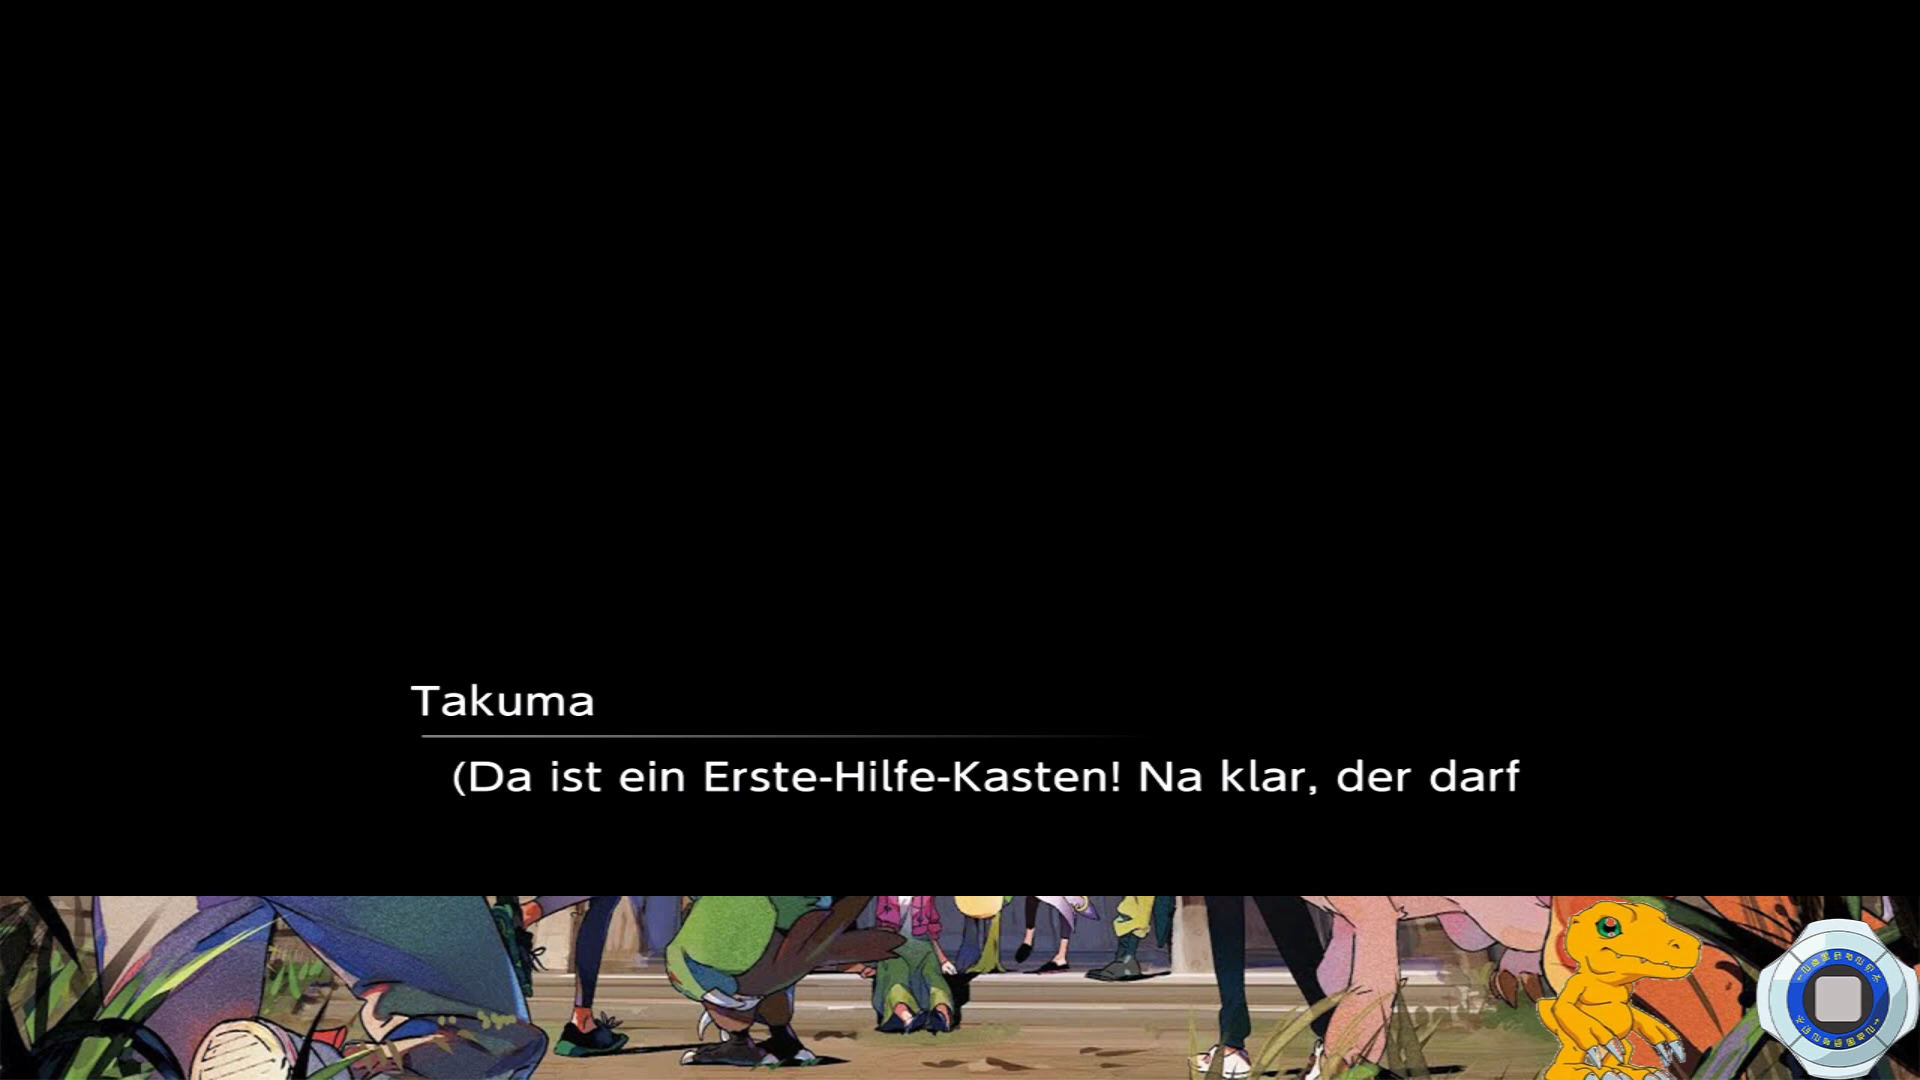 Takuma
(Da ist ein Erste-Hilfe-Kasten! Na klar, der darf